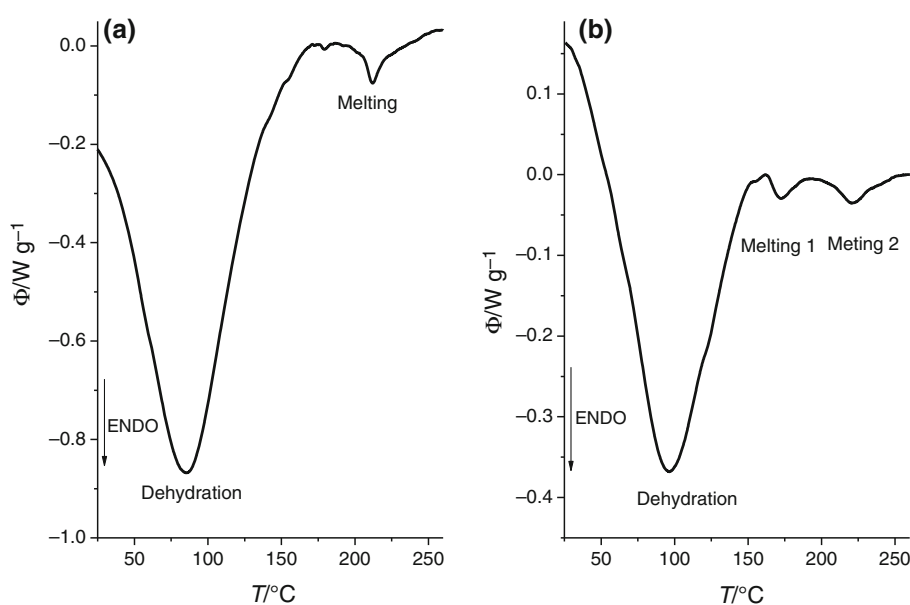 (a)
0.0
−0.2
−0.4
−0.6
−0.8
−1.0
Φ/W g−1
Melting
ENDO
Dehydration
50
100
150
200
250
T/°C
(b)
0.1
0.0
−0.1
−0.2
−0.3
−0.4
Φ/W g−1
Melting 1
Meting 2
ENDO
Dehydration
50
100
150
200
250
T/°C